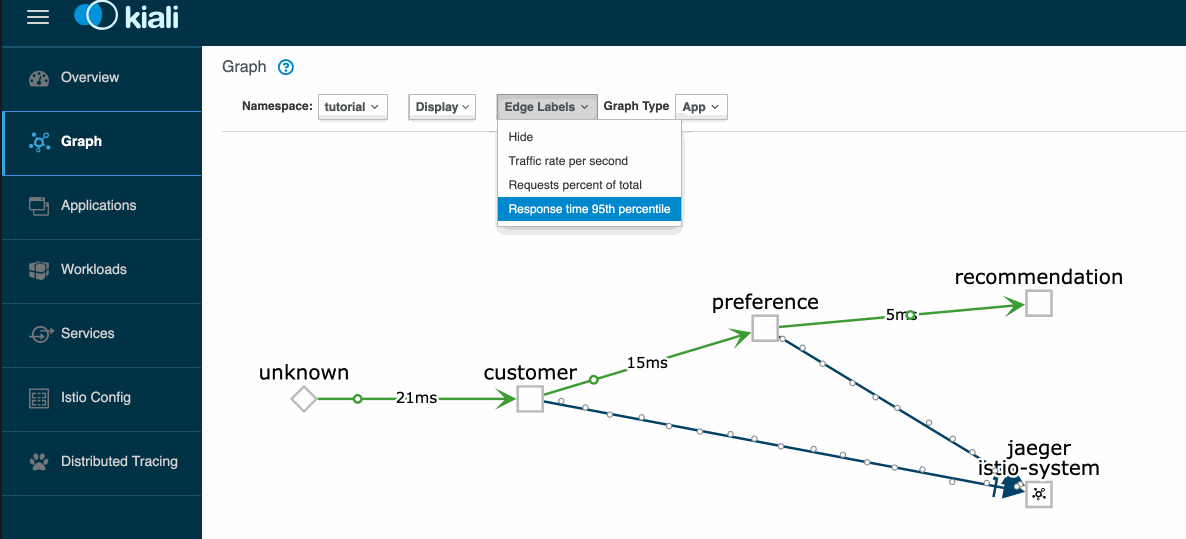 kiali
Overview
Graph
Applications
Workloads
Services
Istio Config
Distributed Tracing
Graph ?
Namespace: tutorial Display Edge Labels Graph Type App
Hide
Traffic rate per second
Requests percent of total
Response time 95th percentile
recommendation
preference
5ms
15ms
unknown
customer
21ms
jaeger
istio-system